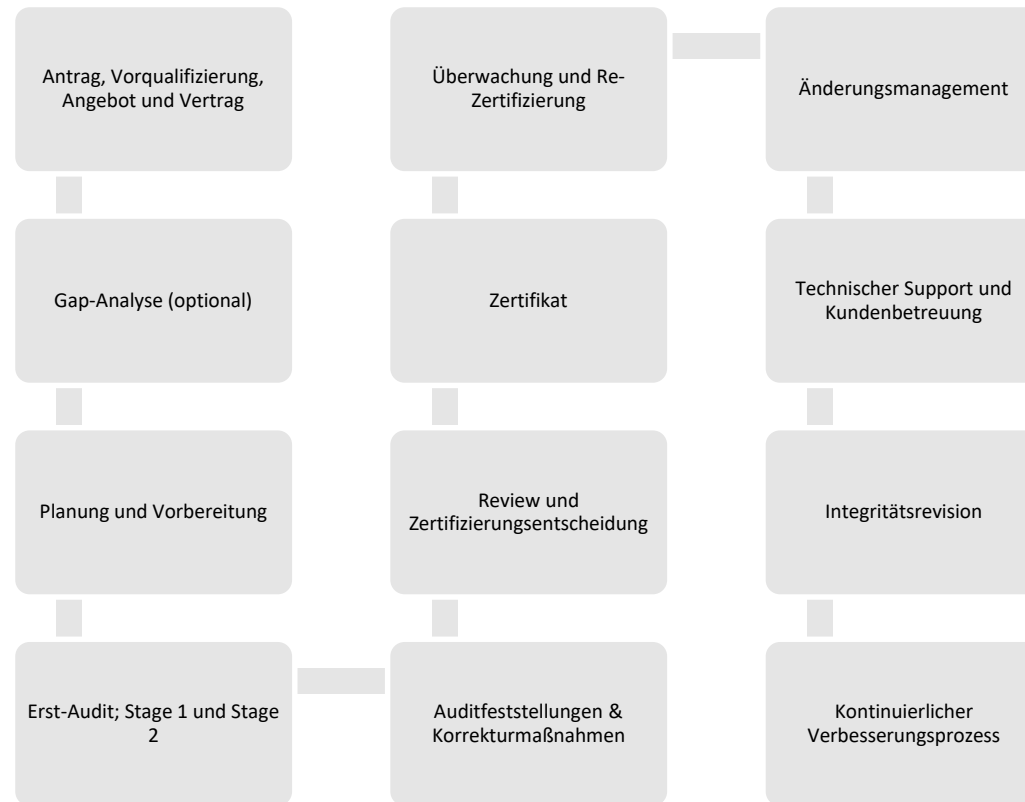 Antrag, Vorqualifizierung,
Angebot und Vertrag
Gap-Analyse (optional)
Planung und Vorbereitung
Erst-Audit; Stage 1 und Stage
2
Auditfeststellungen &
Korrekturmaßnahmen
Review und
Zertifizierungsentscheidung
Zertifikat
Überwachung und Re-
Zertifizierung
Änderungsmanagement
Technischer Support und
Kundenbetreuung
Integritätsrevision
Kontinuierlicher
Verbesserungsprozess